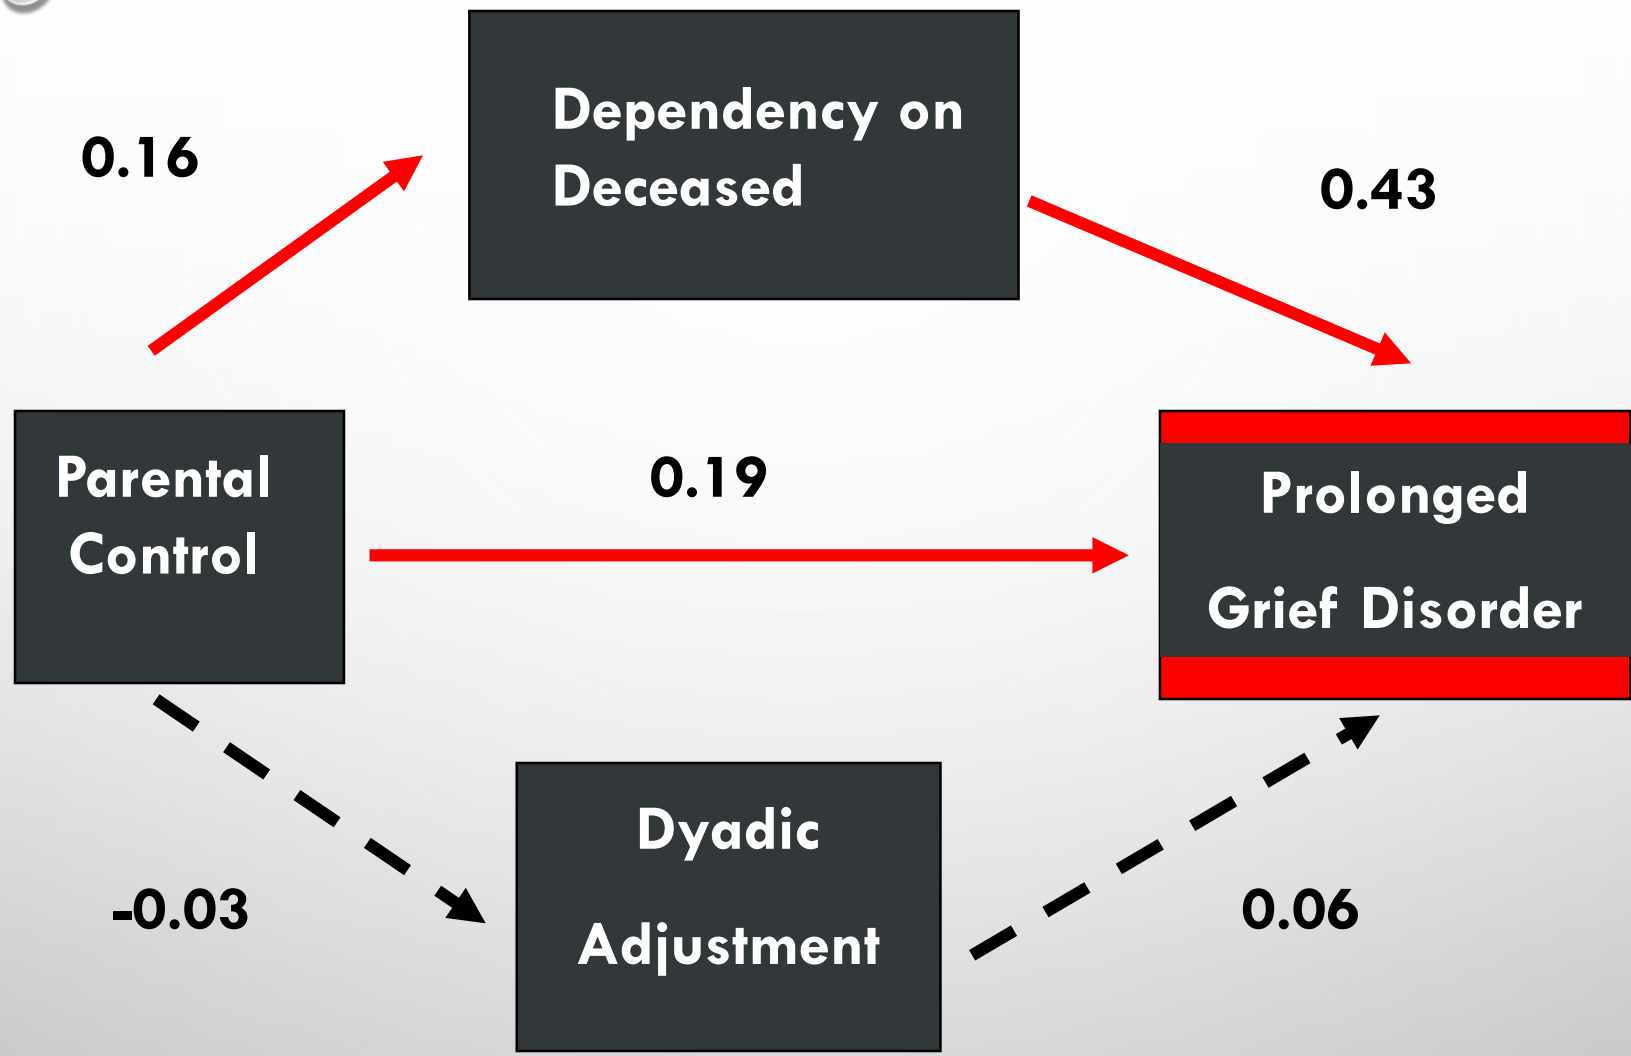 Dependency on
Deceased
0.16
0.43
Parental
Control
0.19
Prolonged
Grief Disorder
Dyadic
Adjustment
-0.03
0.06